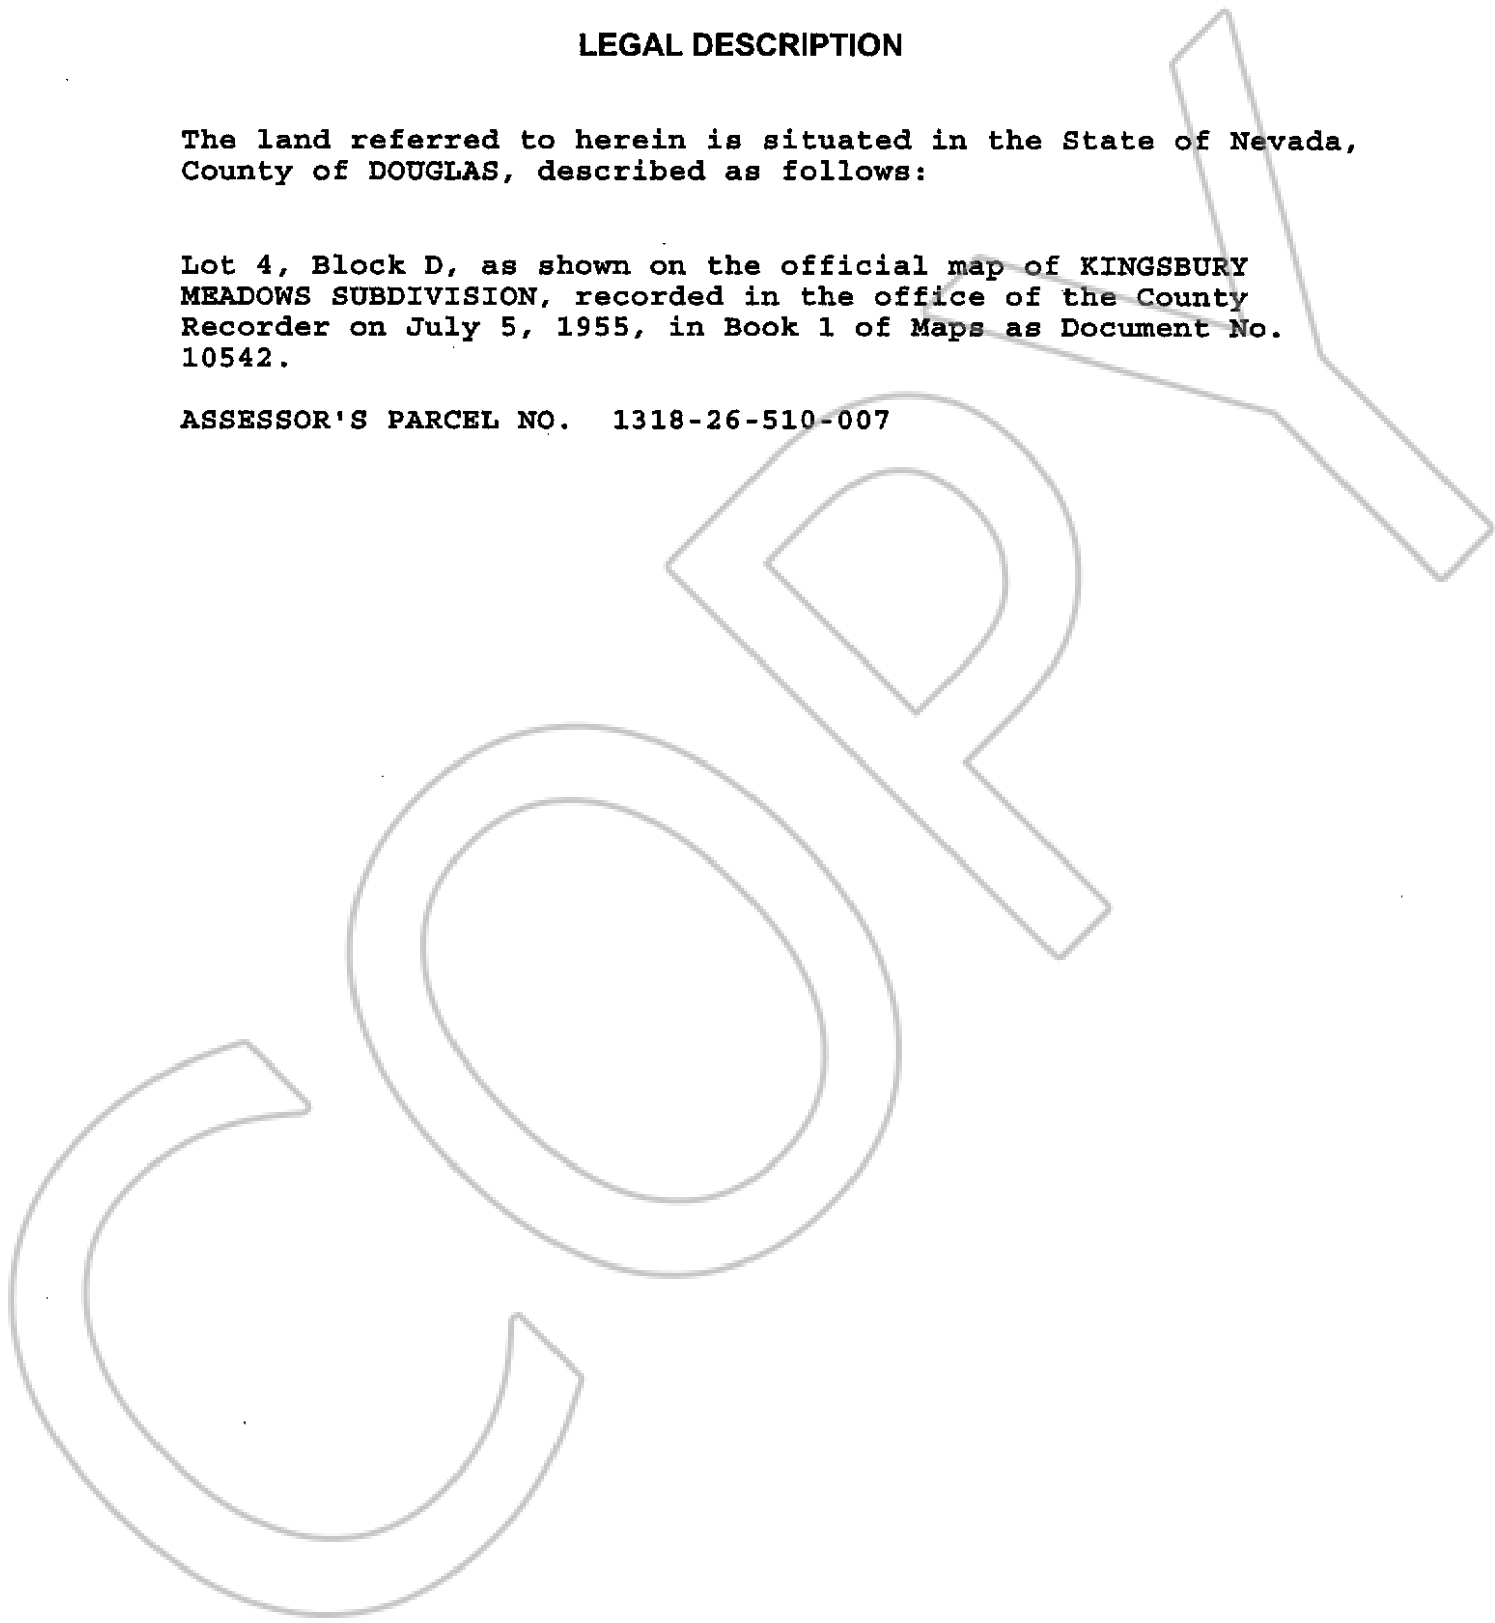 LEGAL DESCRIPTION
The land referred to herein is situated in the State of Nevada,
County of DOUGLAS, described as follows:
Lot 4, Block D, as shown on the official map of KINGSBURY
MEADOWS SUBDIVISION, recorded in the office of the County
Recorder on July 5, 1955, in Book 1 of Maps as Document No.
10542.
ASSESSOR'S PARCEL NO. 1318-26-510-007
COPY